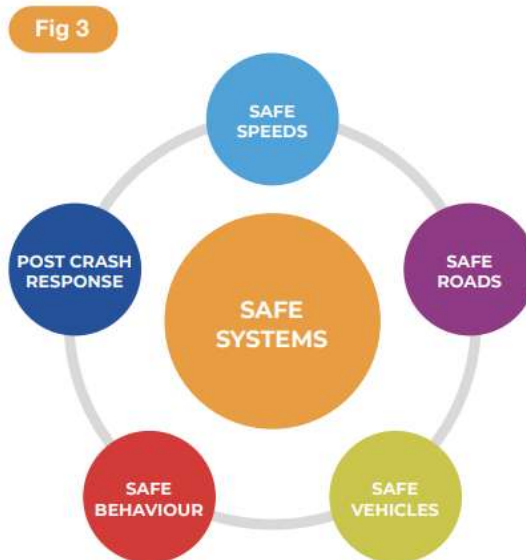 Fig 3
SAFE
SPEEDS
POST CRASH
RESPONSE
SAFE
ROADS
SAFE
SYSTEMS
SAFE
BEHAVIOUR
SAFE
VEHICLES